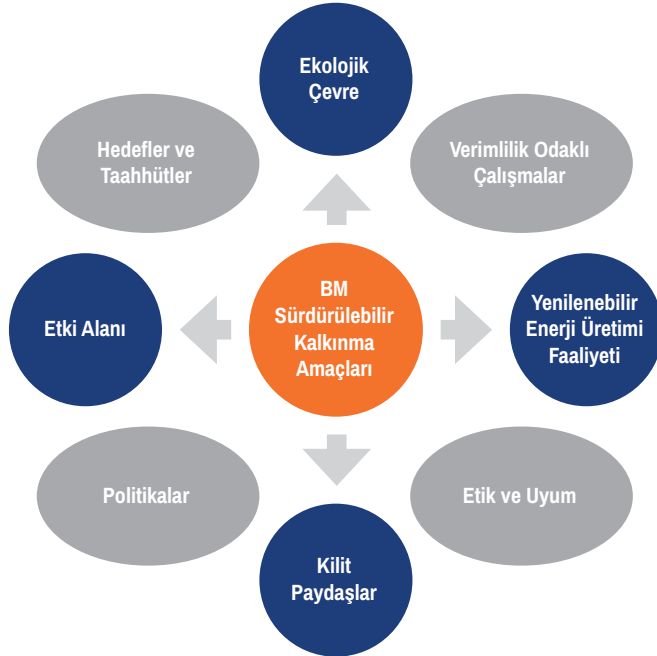 Ekolojik
Çevre
Hedefler ve
Taahhütler
Verimlilik Odaklı
Çalışmalar
Etki Alanı
BM
Sürdürülebilir
Kalkınma
Amaçları
Yenilenebilir
Enerji Üretimi
Faaliyeti
Politikalar
Etik ve Uyum
Kilit
Paydaşlar